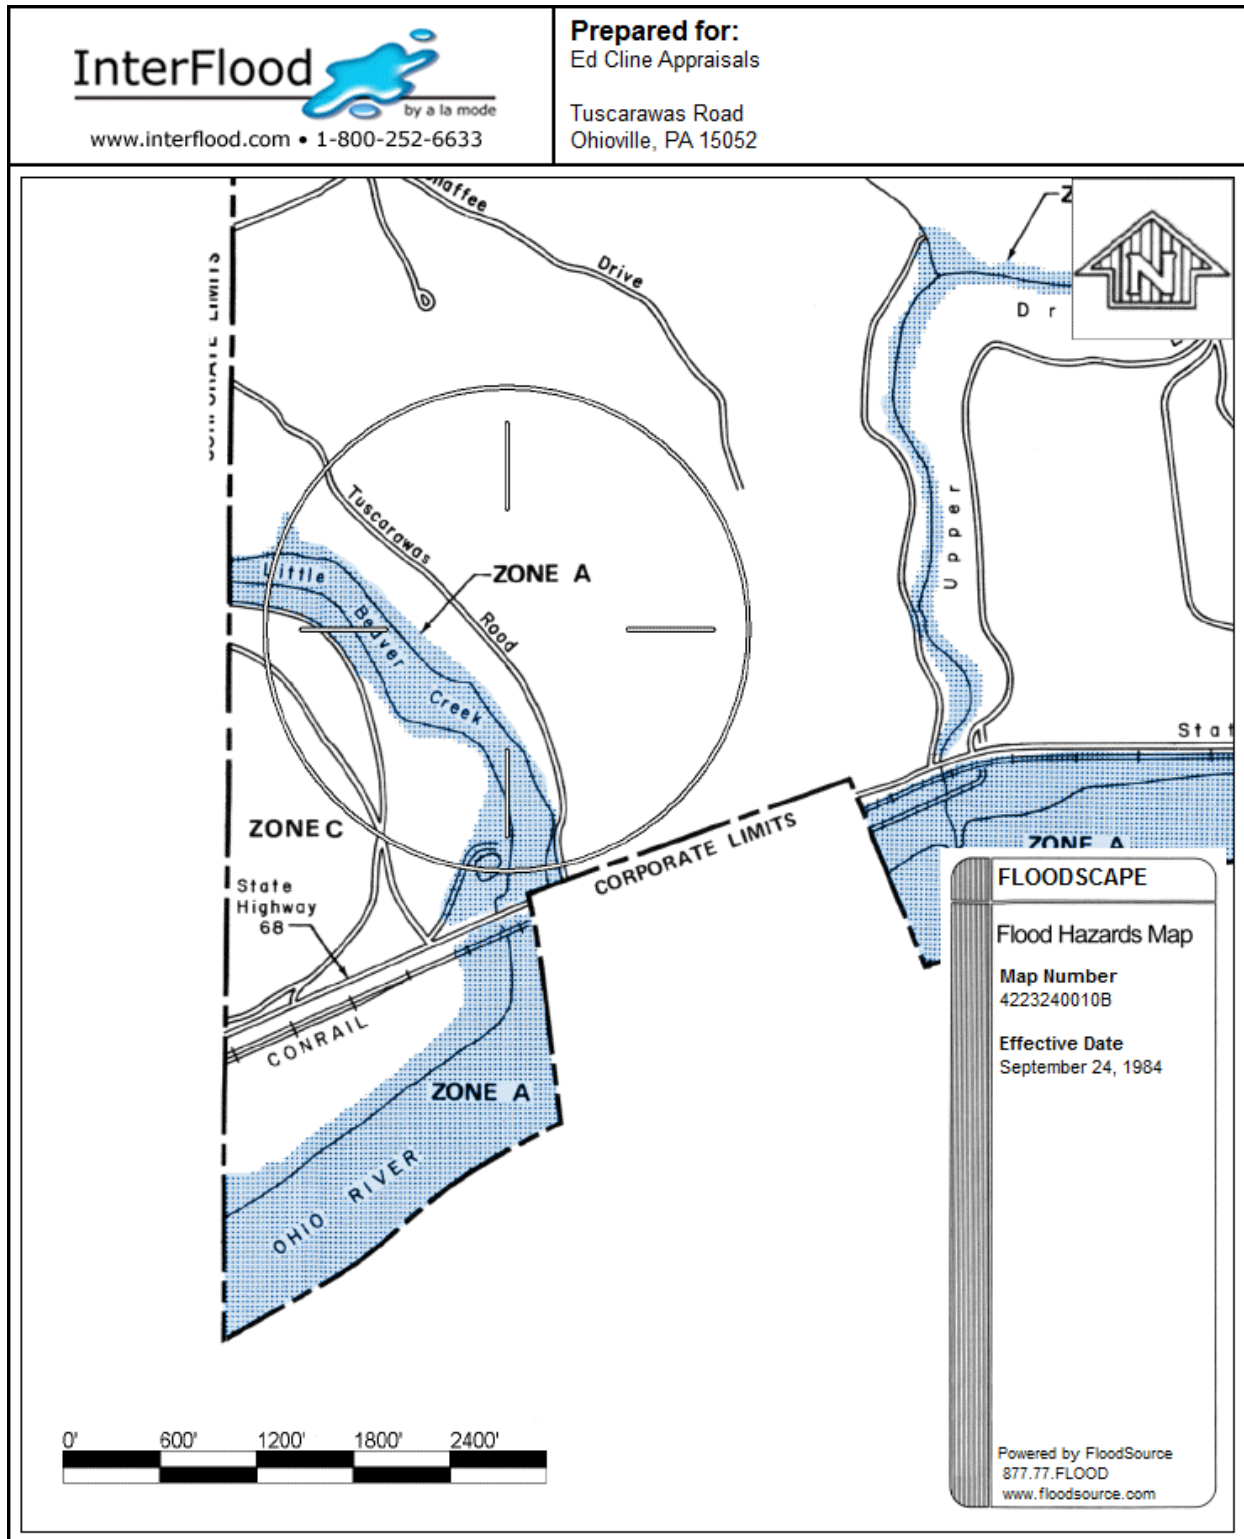 InterFlood
by a la mode
www.interflood.com • 1-800-252-6633
Prepared for:
Ed Cline Appraisals
Tuscarawas Road
Ohioville, PA 15052
Drive
LIMITS
N
D r
Tuscarawas
Road
ZONE A
Little
Beaver
Creek
Upper
Stat
ZONE C
CORPORATE LIMITS
ZONE A
State
Highway
68
CONRAIL
ZONE A
OHIO RIVER
FLOODSCAPE
Flood Hazards Map
Map Number
4223240010B
Effective Date
September 24, 1984
0' 600' 1200' 1800' 2400'
Powered by FloodSource
877.77.FLOOD
www.floodsource.com